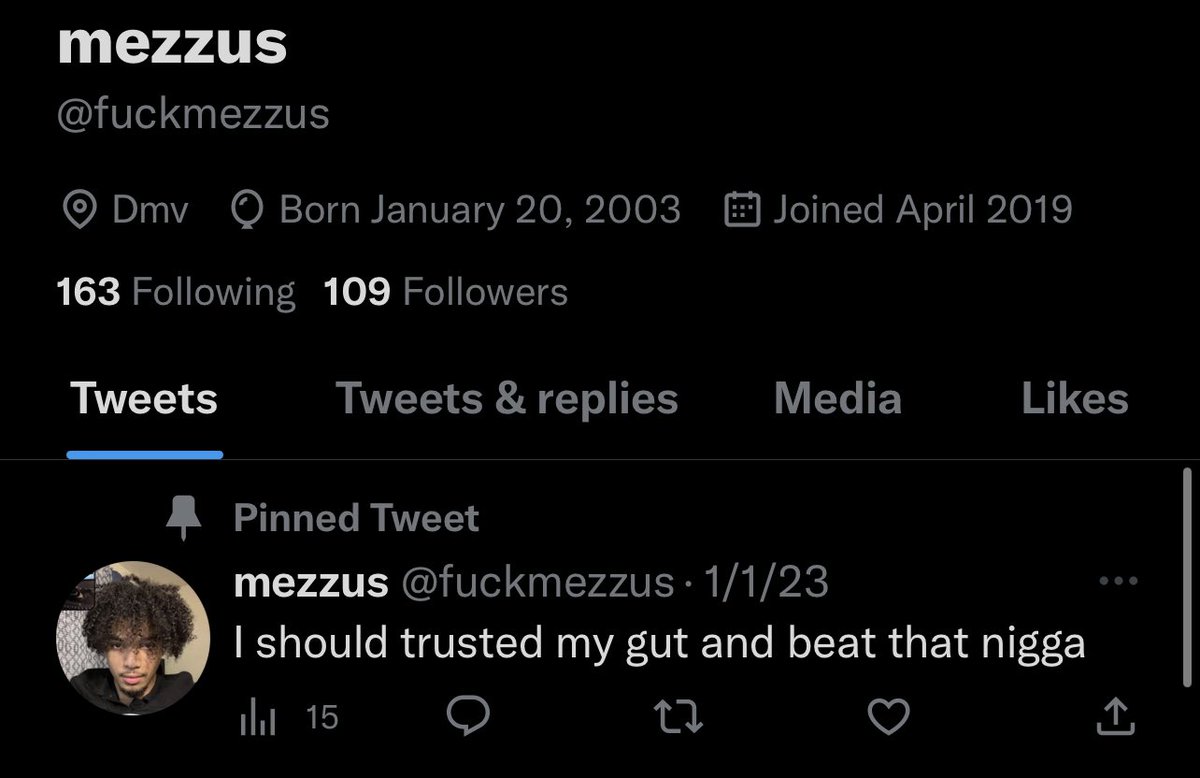 mezzus
@fuckmezzus
Dmv Born January 20, 2003 Joined April 2019
163 Following 109 Followers
Tweets Tweets & replies Media Likes
Pinned Tweet
mezzus @fuckmezzus · 1/1/23
I should trusted my gut and beat that nigga
15